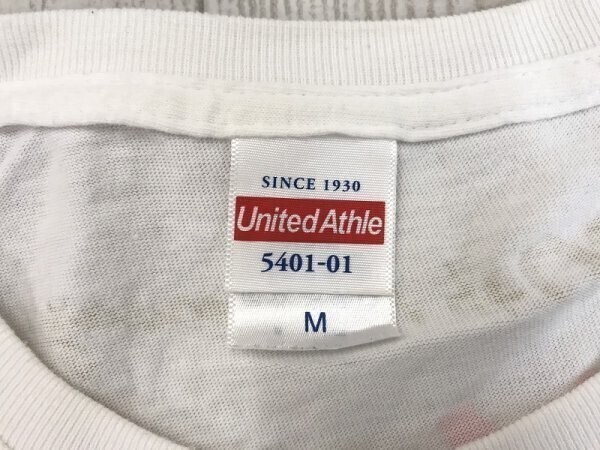 SINCE 1930
United Athle
5401-01
M